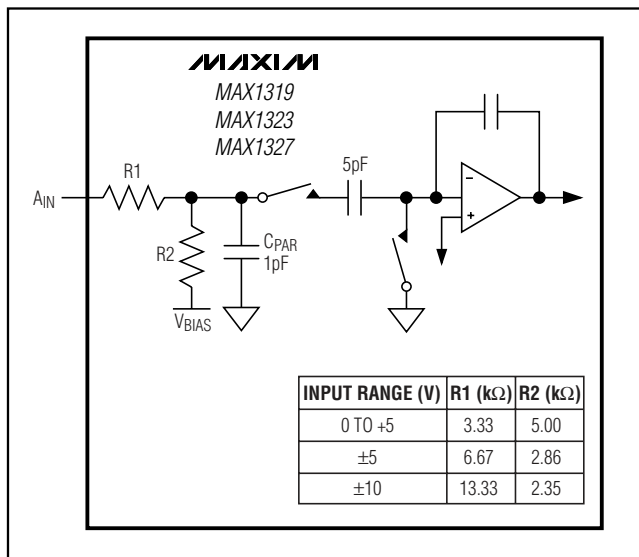 MAXIM
MAX1319
MAX1323
MAX1327
R1
5pF
AIN
−
+
R2
CPAR
1pF
VBIAS
INPUT RANGE (V) R1 (kΩ) R2 (kΩ)
0 TO +5 3.33 5.00
±5 6.67 2.86
±10 13.33 2.35